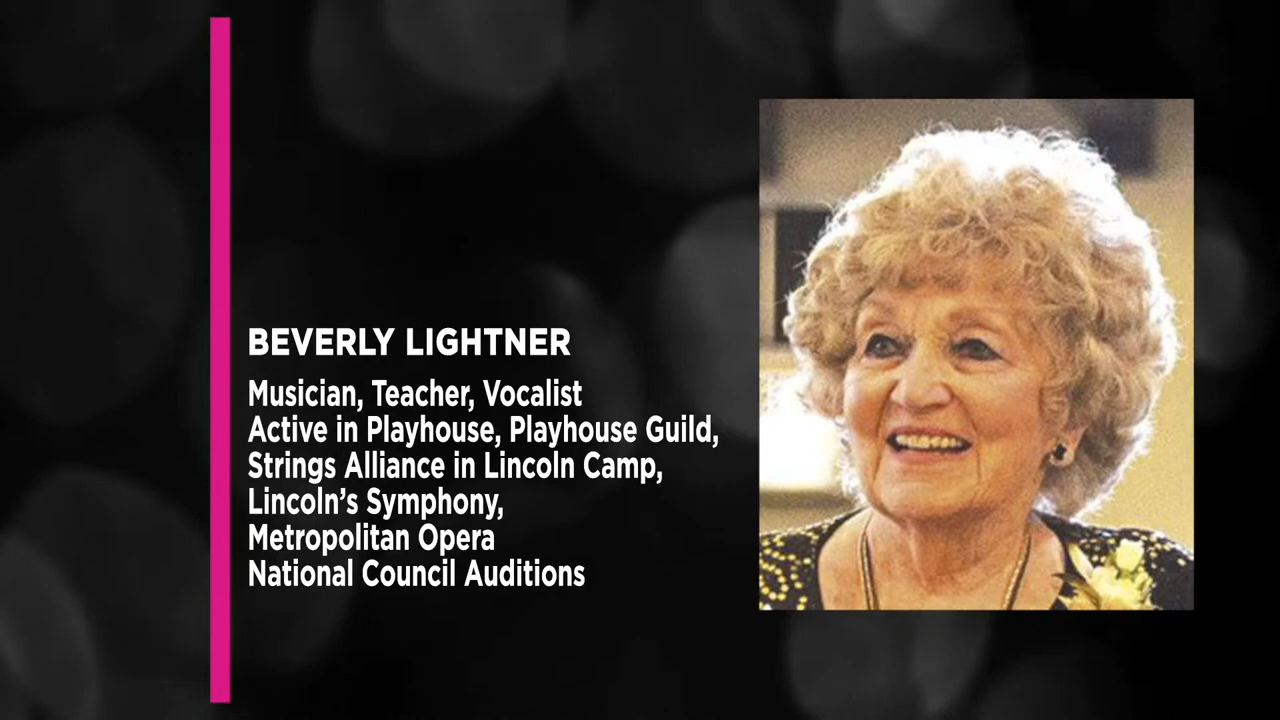 BEVERLY LIGHTNER
Musician, Teacher, Vocalist
Active in Playhouse, Playhouse Guild,
Strings Alliance in Lincoln Camp,
Lincoln’s Symphony,
Metropolitan Opera
National Council Auditions